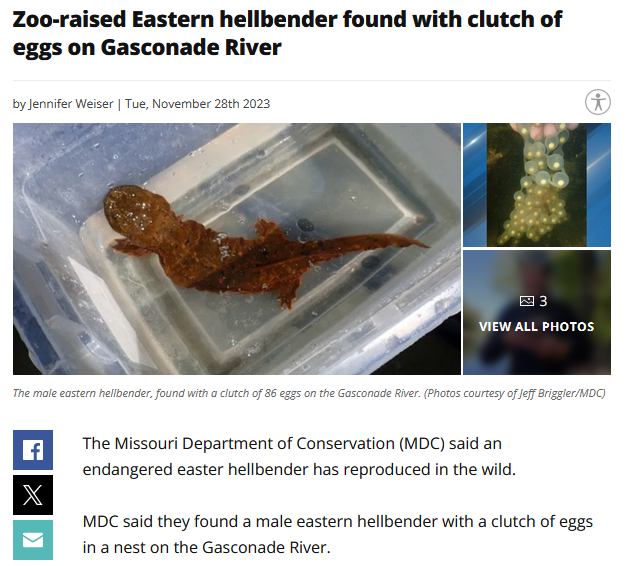 Zoo-raised Eastern hellbender found with clutch of
eggs on Gasconade River
by Jennifer Weiser | Tue, November 28th 2023
3
VIEW ALL PHOTOS
The male eastern hellbender, found with a clutch of 86 eggs on the Gasconade River. (Photos courtesy of Jeff Briggler/MDC)
The Missouri Department of Conservation (MDC) said an
endangered easter hellbender has reproduced in the wild.
MDC said they found a male eastern hellbender with a clutch of eggs
in a nest on the Gasconade River.